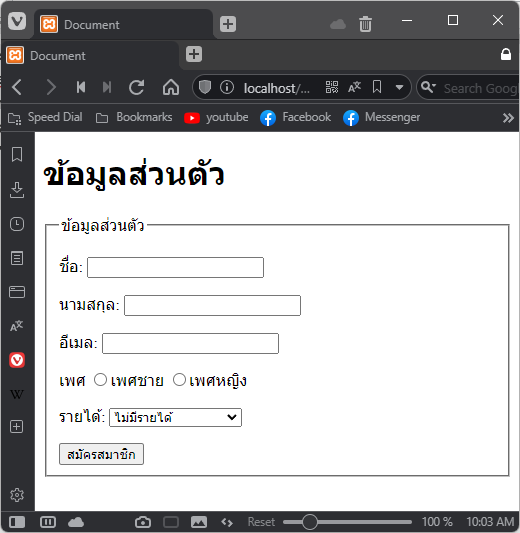 Document
Document
localhost/...
Search Goog
Speed Dial
Bookmarks
youtube
Facebook
Messenger
ข้อมูลส่วนตัว
ข้อมูลส่วนตัว
ชื่อ:
นามสกุล:
อีเมล:
เพศ เพศชาย เพศหญิง
รายได้: ไม่มีรายได้
สมัครสมาชิก
W
Reset
100 %
10:03 AM